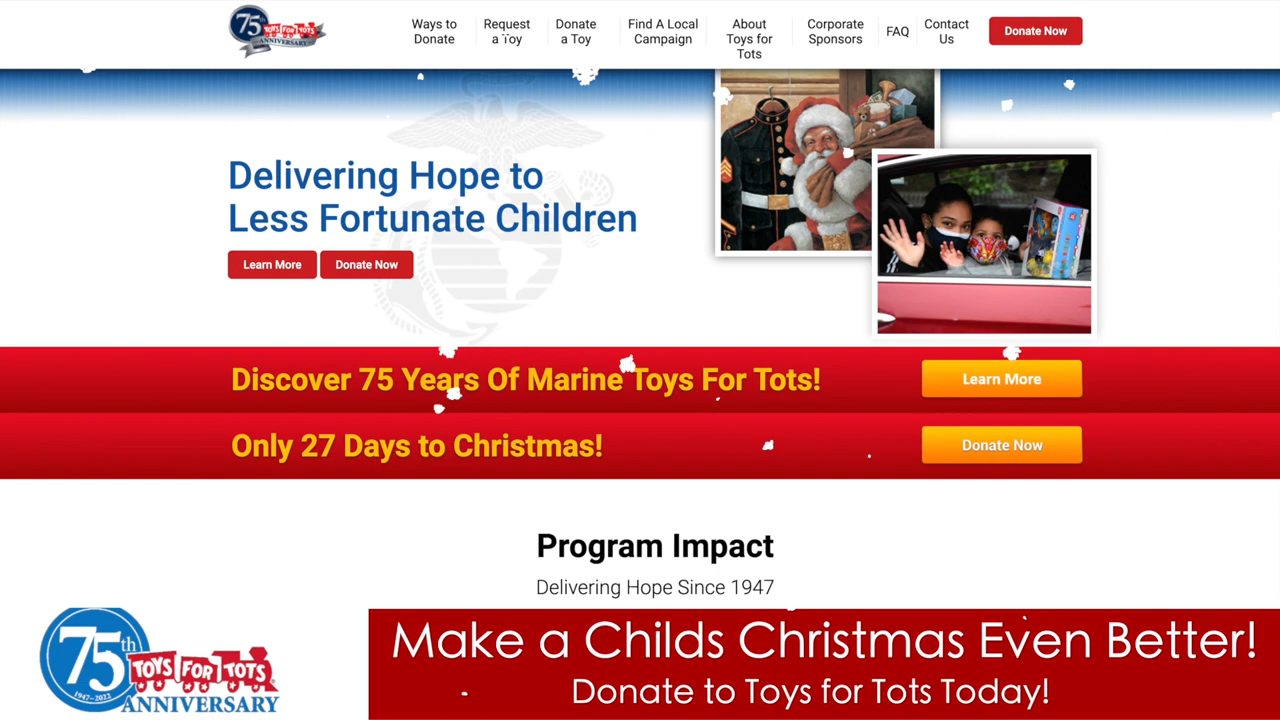 75th
TOYS FOR TOTS
ANNIVERSARY
Ways to
Donate
Request
a Toy
Donate
a Toy
Find A Local
Campaign
About
Toys for
Tots
Corporate
Sponsors
FAQ
Contact
Us
Donate Now
Delivering Hope to
Less Fortunate Children
Learn More
Donate Now
Discover 75 Years Of Marine Toys For Tots!
Learn More
Only 27 Days to Christmas!
Donate Now
Program Impact
Delivering Hope Since 1947
75th
1947-2022
TOYS FOR TOTS
ANNIVERSARY
Make a Childs Christmas Even Better!
Donate to Toys for Tots Today!